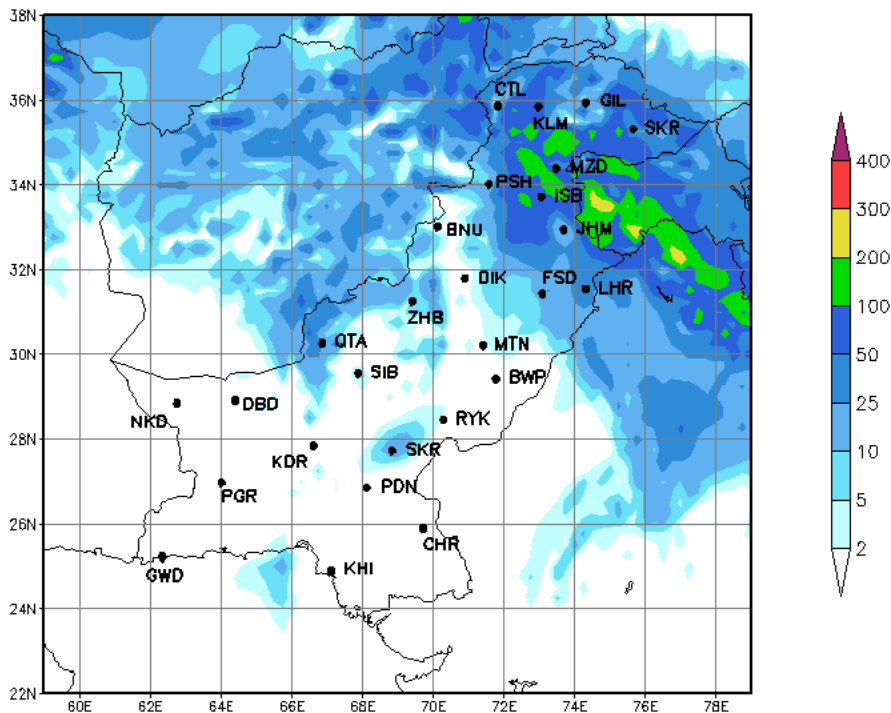 38N
CTL
36N
GIL
KLM
SKR
400
MZD
34N
PSH
ISB
300
BNU
JHM
200
32N
DIK
FSD
LHR
100
ZHB
QTA
MTN
30N
50
SIB
BWP
25
NKD
DBD
RYK
28N
KDR
SKR
10
PGR
PDN
5
26N
CHR
2
GWD
KHI
24N
22N
60E 62E 64E 66E 68E 70E 72E 74E 76E 78E